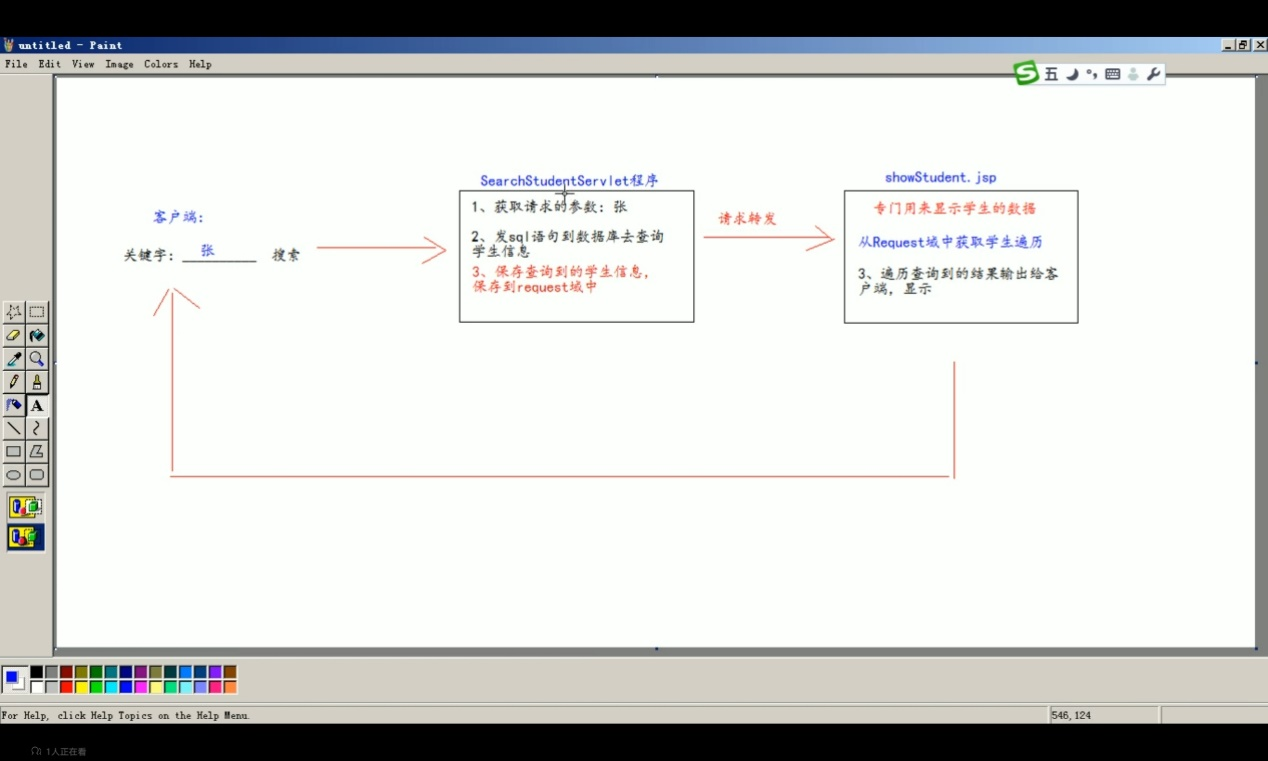 untitled - Paint
File Edit View Image Colors Help
五
SearchStudentServlet程序
showStudent.jsp
客户端:
关键字: 张 搜索
1、获取请求的参数: 张
2、发sql语句到数据库去查询
学生信息
3、保存查询到的学生信息,
保存到request域中
请求转发
专门用来显示学生的数据
从Request域中获取学生遍历
3、遍历查询到的结果输出给客
户端, 显示
A
For Help, click Help Topics on the Help Menu.
546,124
1人正在看